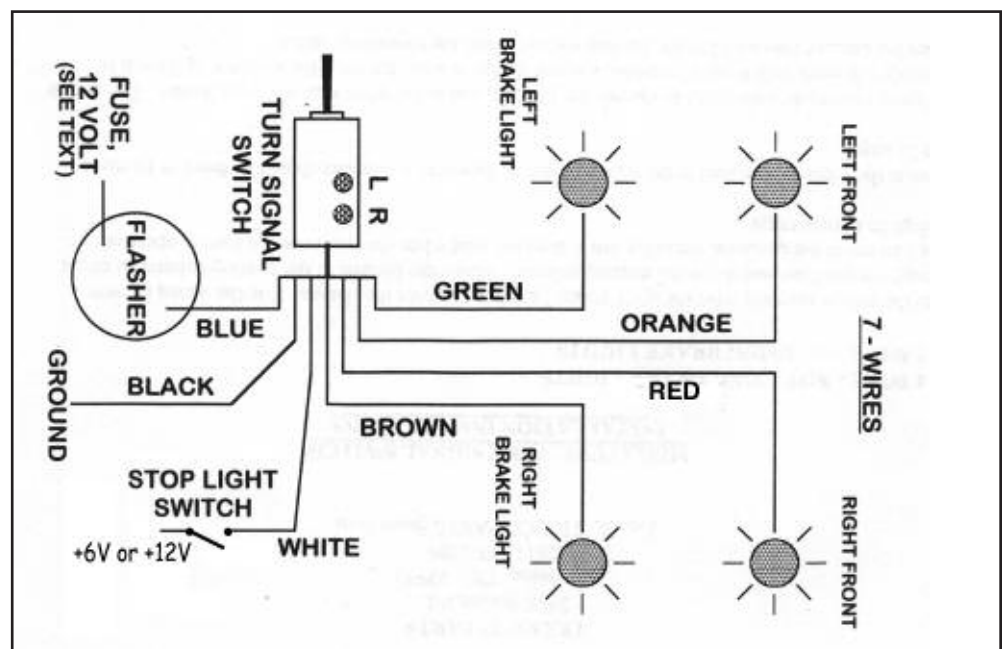 FUSE,
12 VOLT
(SEE TEXT)
FLASHER
TURN SIGNAL
SWITCH
L
R
LEFT
BRAKE LIGHT
LEFT FRONT
GREEN
BLUE
ORANGE
7 - WIRES
GROUND
BLACK
RED
BROWN
STOP LIGHT
SWITCH
+6V or +12V
WHITE
RIGHT
BRAKE LIGHT
RIGHT FRONT